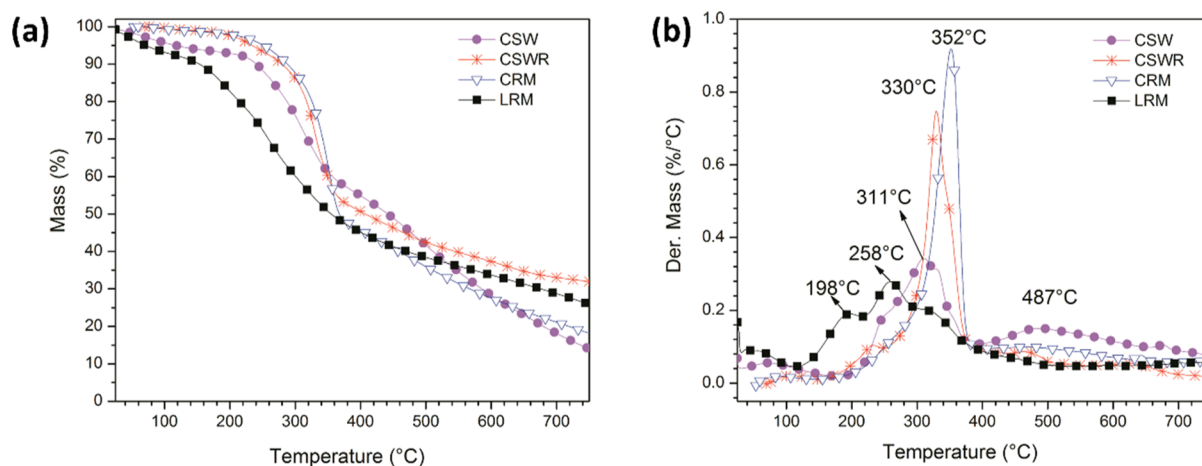 (a)
100
90
80
70
60
50
40
30
20
10
0
Mass (%)
CSW
CSWR
CRM
LRM
100 200 300 400 500 600 700
Temperature (°C)
(b)
1.0
0.8
0.6
0.4
0.2
0.0
Der. Mass (%/°C)
352°C
330°C
311°C
258°C
198°C
487°C
CSW
CSWR
CRM
LRM
100 200 300 400 500 600 700
Temperature (°C)